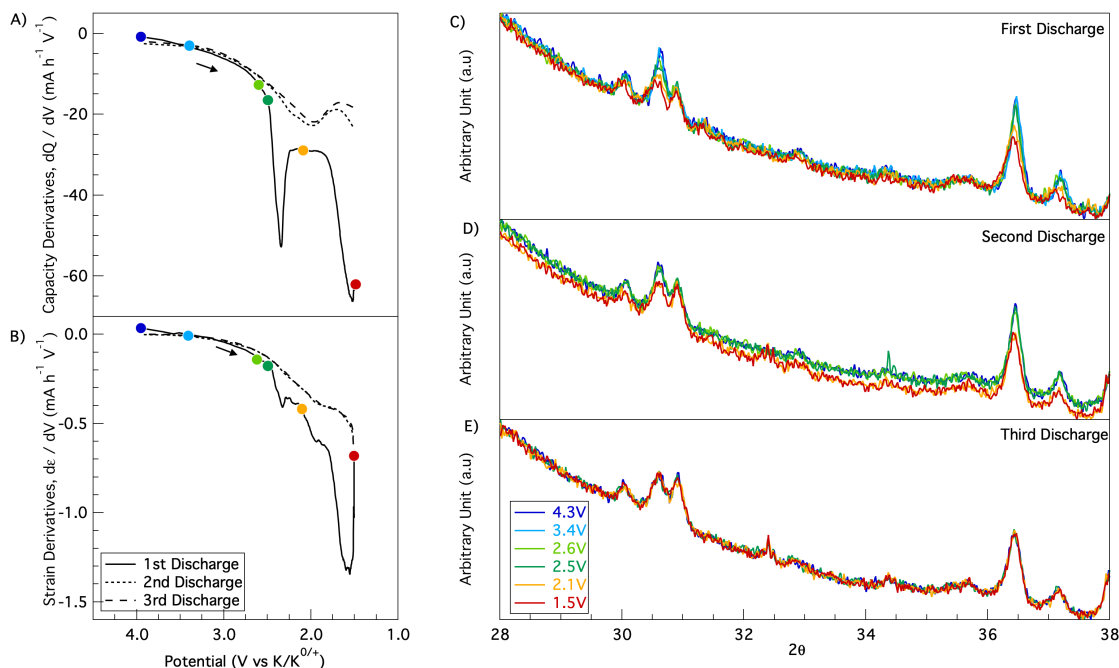 A)
Capacity Derivatives, dQ / dV (mA h⁻¹ V⁻¹)
0
-20
-40
-60
B)
Strain Derivatives, dε / dV (mA h⁻¹ V⁻¹)
0.0
-0.5
-1.0
-1.5
1st Discharge
2nd Discharge
3rd Discharge
4.0 3.0 2.0 1.0
Potential (V vs K/K⁰ᐟ⁺)
C)
Arbitrary Unit (a.u)
First Discharge
D)
Arbitrary Unit (a.u)
Second Discharge
E)
Arbitrary Unit (a.u)
Third Discharge
4.3V
3.4V
2.6V
2.5V
2.1V
1.5V
28 30 32 34 36 38
2θ